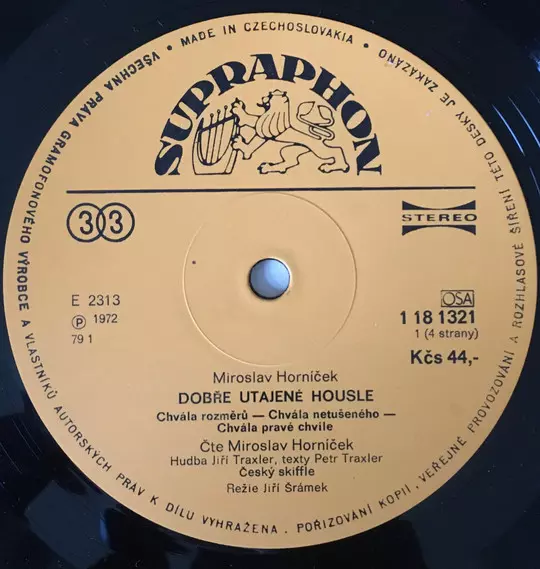 VŠECHNA PRÁVA GRAMOFONOVÉHO VÝROBCE A VLASTNÍKŮ AUTORSKÝCH PRÁV K DÍLU VYHRAŽENA. POŘIZOVÁNÍ KOPIÍ. VEŘEJNÉ PROVOZOVÁNÍ A ROZHLASOVÉ ŠÍŘENÍ TÉTO DESKY JE ZAKÁZÁNO
• MADE IN CZECHOSLOVAKIA •
SUPRAPHON
33
STEREO
E 2313
Ⓟ 1972
79 1
OSA
1 18 1321
1 (4 strany)
Kčs 44,-
Miroslav Horníček
DOBŘE UTAJENÉ HOUSLE
Chvála rozměrů — Chvála netušeného —
Chvála pravé chvíle
Čte Miroslav Horníček
Hudba Jiří Traxler, texty Petr Traxler
Český skiffle
Režie Jiří Šrámek